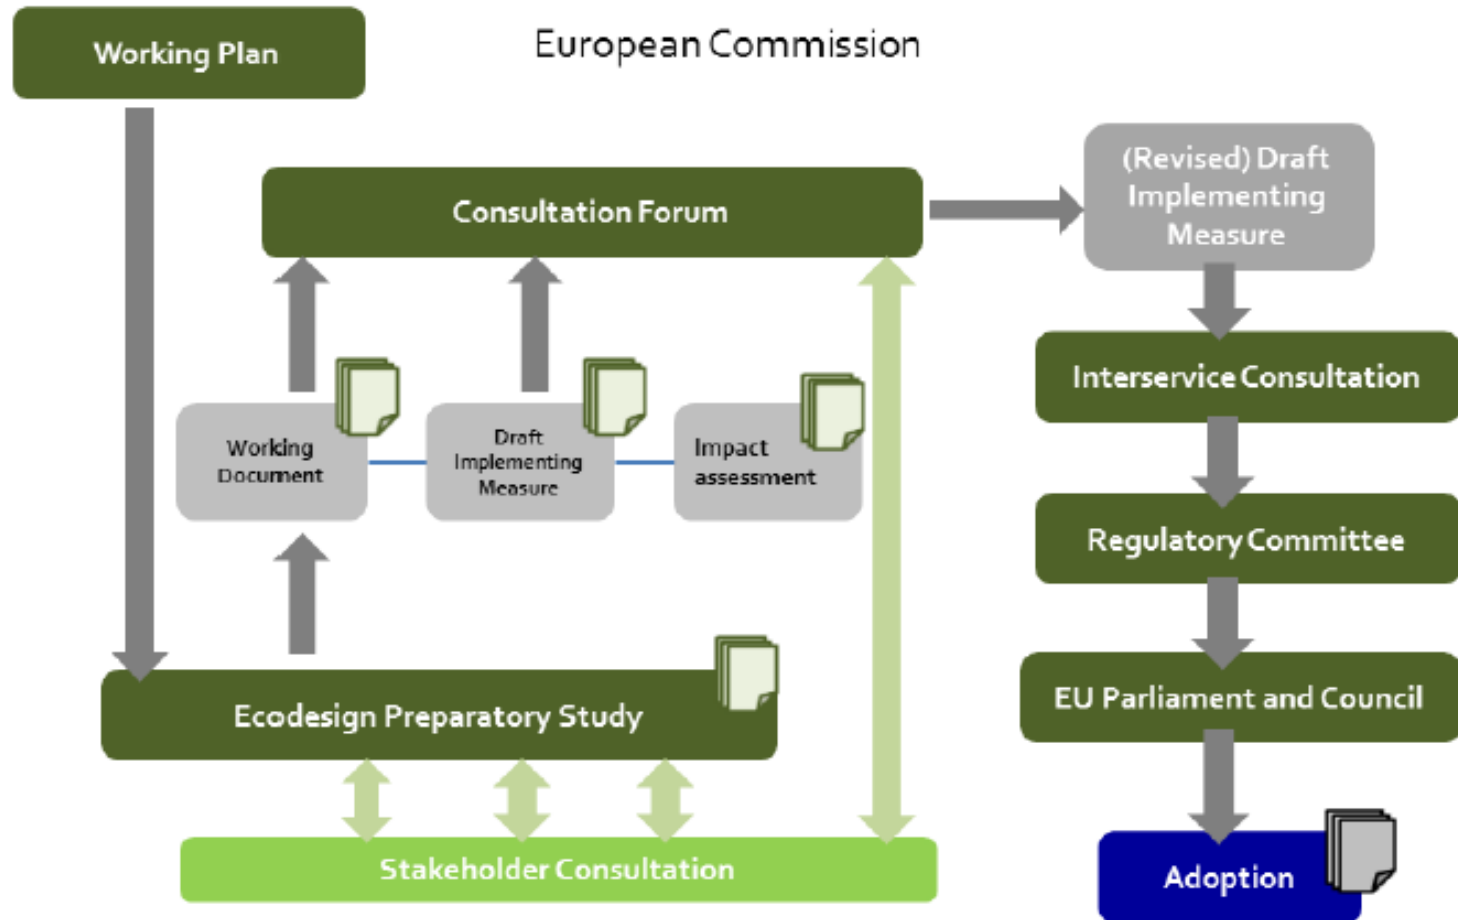 Working Plan
European Commission
(Revised) Draft
Implementing
Measure
Consultation Forum
Interservice Consultation
Working
Document
Draft
Implementing
Measure
Impact
assessment
Regulatory Committee
EU Parliament and Council
Ecodesign Preparatory Study
Stakeholder Consultation
Adoption